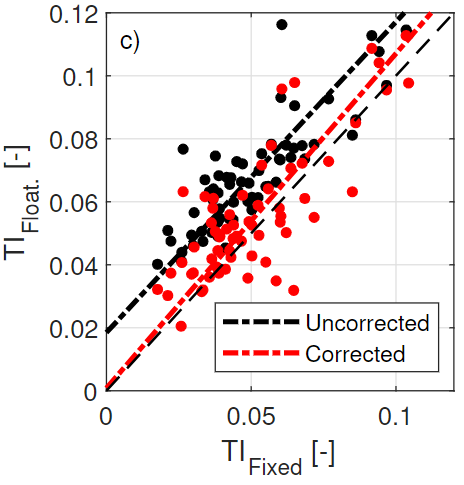 c)
0.12
0.1
0.08
0.06
0.04
0.02
0
TI_Float. [-]
Uncorrected
Corrected
0 0.05 0.1
TI_Fixed [-]